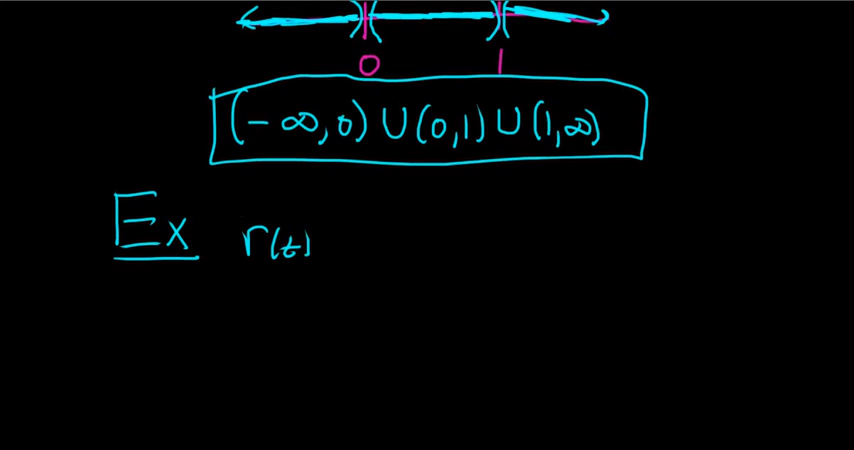 0 1
(-∞,0) ∪ (0,1) ∪ (1,∞)
Ex r(t)